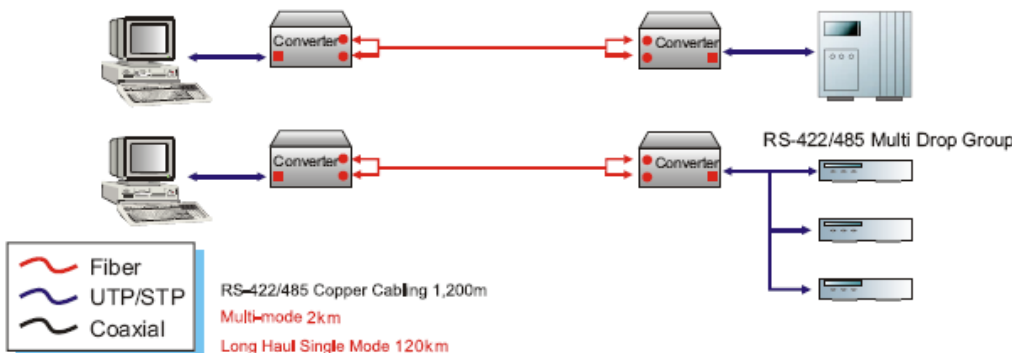 Converter
Converter
Converter
Converter
RS-422/485 Multi Drop Group
Fiber
UTP/STP
Coaxial
RS-422/485 Copper Cabling 1,200m
Multi-mode 2km
Long Haul Single Mode 120km